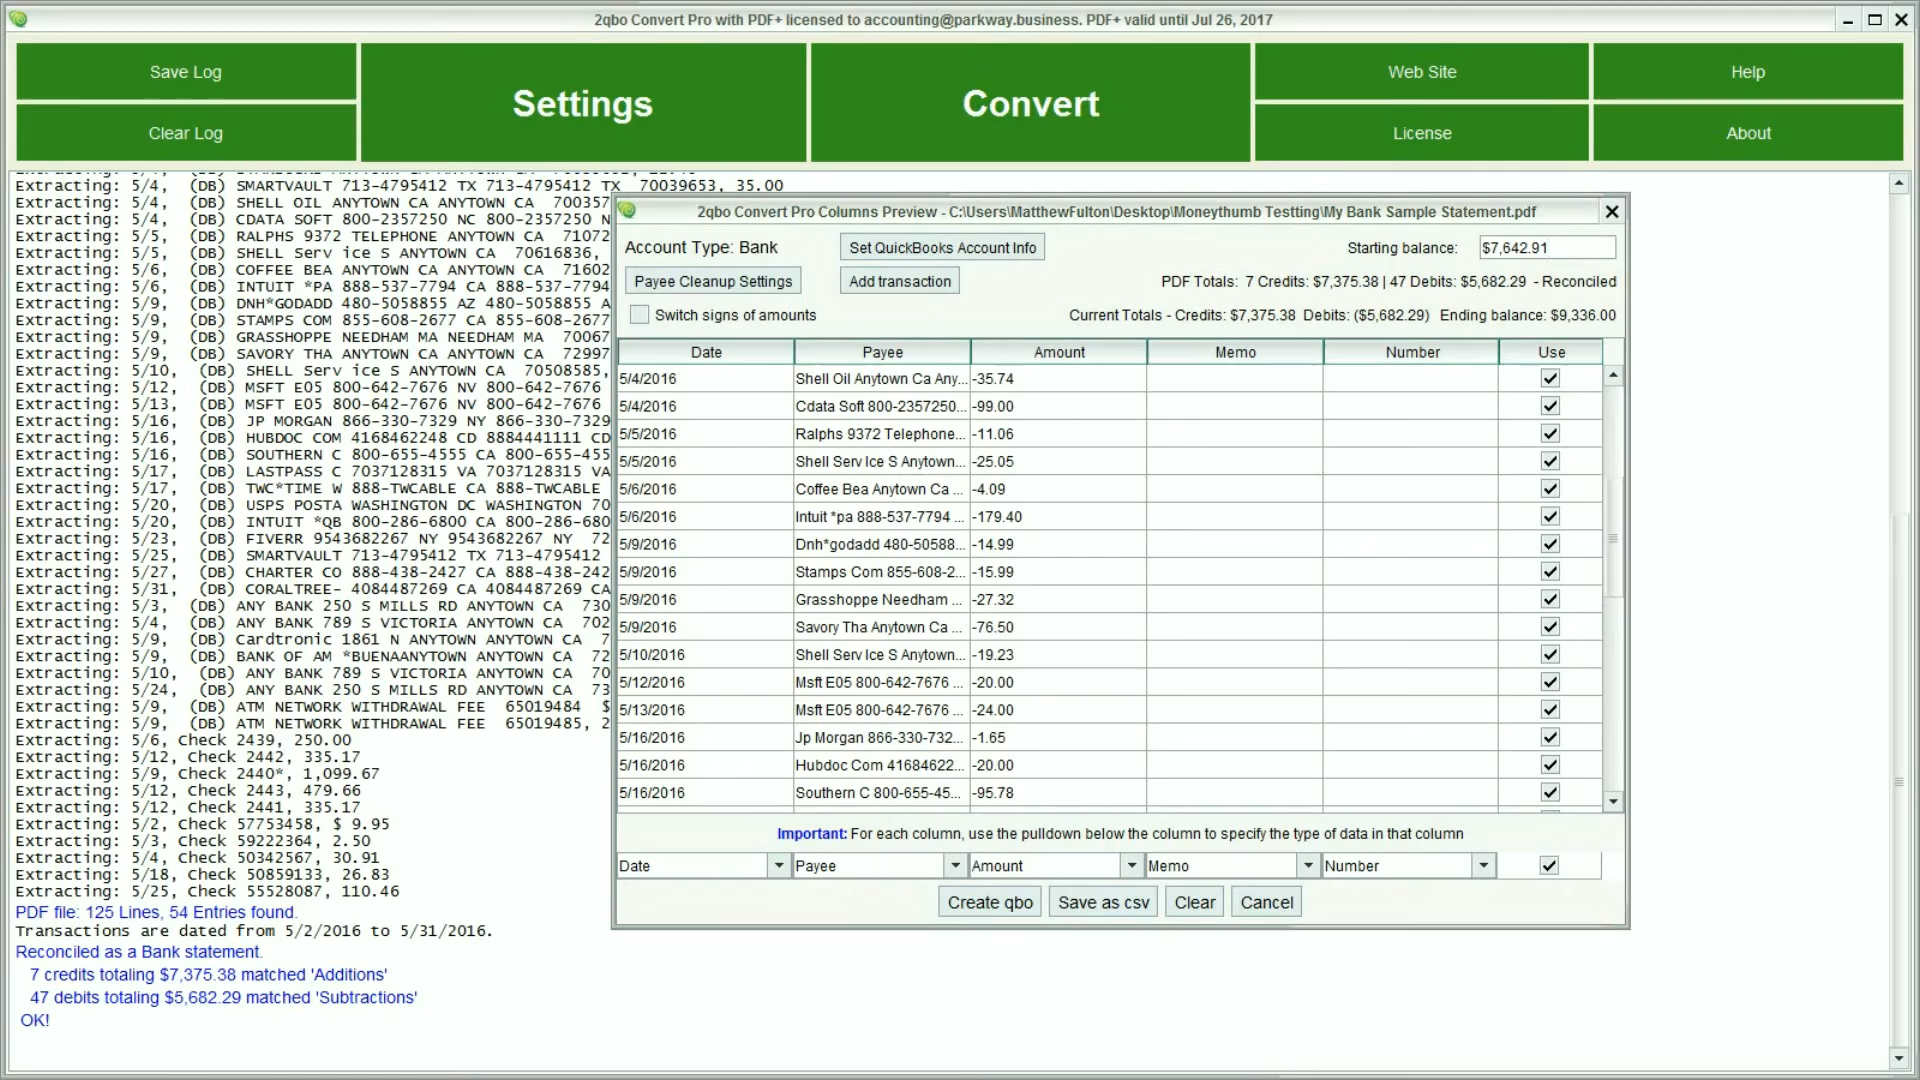 2qbo Convert Pro with PDF+ licensed to accounting@parkway.business. PDF+ valid until Jul 26, 2017
Save Log
Clear Log
Settings
Convert
Web Site
License
Help
About
Extracting: 5/4, (DB) SMARTVAULT 713-4795412 TX 713-4795412 TX 70039653, 35.00
Extracting: 5/4, (DB) SHELL OIL ANYTOWN CA ANYTOWN CA 700357
Extracting: 5/4, (DB) CDATA SOFT 800-2357250 NC 800-2357250 N
Extracting: 5/5, (DB) RALPHS 9372 TELEPHONE ANYTOWN CA 71072
Extracting: 5/5, (DB) SHELL Serv ice S ANYTOWN CA 70616836,
Extracting: 5/6, (DB) COFFEE BEA ANYTOWN CA ANYTOWN CA 71602
Extracting: 5/6, (DB) INTUIT *PA 888-537-7794 CA 888-537-7794
Extracting: 5/9, (DB) DNH*GODADD 480-5058855 AZ 480-5058855 A
Extracting: 5/9, (DB) STAMPS COM 855-608-2677 CA 855-608-2677
Extracting: 5/9, (DB) GRASSHOPPE NEEDHAM MA NEEDHAM MA 70067
Extracting: 5/9, (DB) SAVORY THA ANYTOWN CA ANYTOWN CA 72997
Extracting: 5/10, (DB) SHELL Serv ice S ANYTOWN CA 70508585,
Extracting: 5/12, (DB) MSFT E05 800-642-7676 NV 800-642-7676
Extracting: 5/13, (DB) MSFT E05 800-642-7676 NV 800-642-7676
Extracting: 5/16, (DB) JP MORGAN 866-330-7329 NY 866-330-7329
Extracting: 5/16, (DB) HUBDOC COM 4168462248 CD 8884441111 CD
Extracting: 5/16, (DB) SOUTHERN C 800-655-4555 CA 800-655-455
Extracting: 5/17, (DB) LASTPASS C 7037128315 VA 7037128315 VA
Extracting: 5/17, (DB) TWC*TIME W 888-TWCABLE CA 888-TWCABLE
Extracting: 5/20, (DB) USPS POSTA WASHINGTON DC WASHINGTON 70
Extracting: 5/20, (DB) INTUIT *QB 800-286-6800 CA 800-286-680
Extracting: 5/23, (DB) FIVERR 9543682267 NY 9543682267 NY 72
Extracting: 5/25, (DB) SMARTVAULT 713-4795412 TX 713-4795412
Extracting: 5/27, (DB) CHARTER CO 888-438-2427 CA 888-438-242
Extracting: 5/31, (DB) CORALTREE- 4084487269 CA 4084487269 CA
Extracting: 5/3, (DB) ANY BANK 250 S MILLS RD ANYTOWN CA 730
Extracting: 5/4, (DB) ANY BANK 789 S VICTORIA ANYTOWN CA 702
Extracting: 5/9, (DB) Cardtronic 1861 N ANYTOWN ANYTOWN CA 7
Extracting: 5/9, (DB) BANK OF AM *BUENAANYTOWN ANYTOWN CA 72
Extracting: 5/10, (DB) ANY BANK 789 S VICTORIA ANYTOWN CA 70
Extracting: 5/24, (DB) ANY BANK 250 S MILLS RD ANYTOWN CA 73
Extracting: 5/9, (DB) ATM NETWORK WITHDRAWAL FEE 65019484 $
Extracting: 5/9, (DB) ATM NETWORK WITHDRAWAL FEE 65019485, 2
Extracting: 5/6, Check 2439, 250.00
Extracting: 5/12, Check 2442, 335.17
Extracting: 5/9, Check 2440*, 1,099.67
Extracting: 5/12, Check 2443, 479.66
Extracting: 5/12, Check 2441, 335.17
Extracting: 5/2, Check 57753458, $ 9.95
Extracting: 5/3, Check 59222364, 2.50
Extracting: 5/4, Check 50342567, 30.91
Extracting: 5/18, Check 50859133, 26.83
Extracting: 5/25, Check 55528087, 110.46
PDF file: 125 Lines, 54 Entries found.
Transactions are dated from 5/2/2016 to 5/31/2016.
Reconciled as a Bank statement.
7 credits totaling $7,375.38 matched 'Additions'
47 debits totaling $5,682.29 matched 'Subtractions'
OK!
2qbo Convert Pro Columns Preview - C:\Users\MatthewFulton\Desktop\Moneythumb Testting\My Bank Sample Statement.pdf
Account Type: Bank Set QuickBooks Account Info Starting balance: $7,642.91
Payee Cleanup Settings Add transaction PDF Totals: 7 Credits: $7,375.38 | 47 Debits: $5,682.29 - Reconciled
Switch signs of amounts Current Totals - Credits: $7,375.38 Debits: ($5,682.29) Ending balance: $9,336.00
Date Payee Amount Memo Number Use
5/4/2016 Shell Oil Anytown Ca Any... -35.74
5/4/2016 Cdata Soft 800-2357250... -99.00
5/5/2016 Ralphs 9372 Telephone... -11.06
5/5/2016 Shell Serv Ice S Anytown... -25.05
5/6/2016 Coffee Bea Anytown Ca ... -4.09
5/6/2016 Intuit *pa 888-537-7794 ... -179.40
5/9/2016 Dnh*godadd 480-50588... -14.99
5/9/2016 Stamps Com 855-608-2... -15.99
5/9/2016 Grasshoppe Needham ... -27.32
5/9/2016 Savory Tha Anytown Ca ... -76.50
5/10/2016 Shell Serv Ice S Anytown... -19.23
5/12/2016 Msft E05 800-642-7676 ... -20.00
5/13/2016 Msft E05 800-642-7676 ... -24.00
5/16/2016 Jp Morgan 866-330-732... -1.65
5/16/2016 Hubdoc Com 41684622... -20.00
5/16/2016 Southern C 800-655-45... -95.78
Important: For each column, use the pulldown below the column to specify the type of data in that column
Date Payee Amount Memo Number
Create qbo Save as csv Clear Cancel